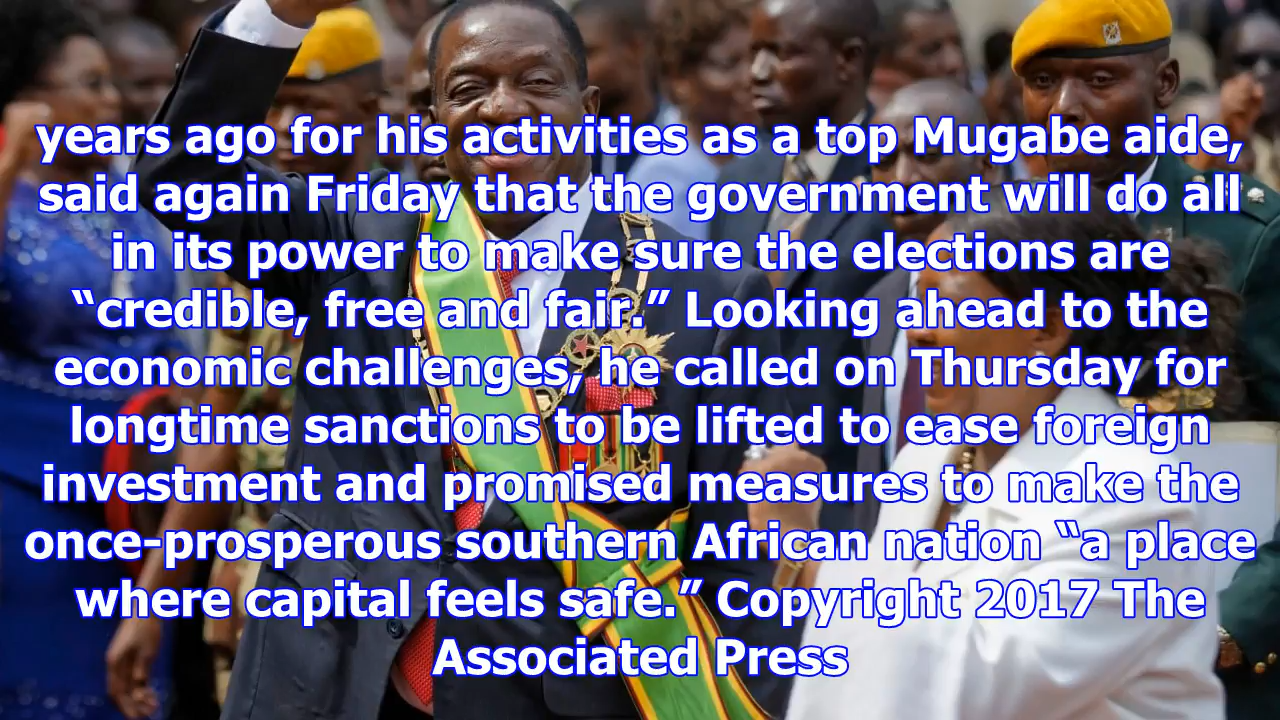 years ago for his activities as a top Mugabe aide,
said again Friday that the government will do all
in its power to make sure the elections are
“credible, free and fair.” Looking ahead to the
economic challenges, he called on Thursday for
longtime sanctions to be lifted to ease foreign
investment and promised measures to make the
once-prosperous southern African nation “a place
where capital feels safe.” Copyright 2017 The
Associated Press